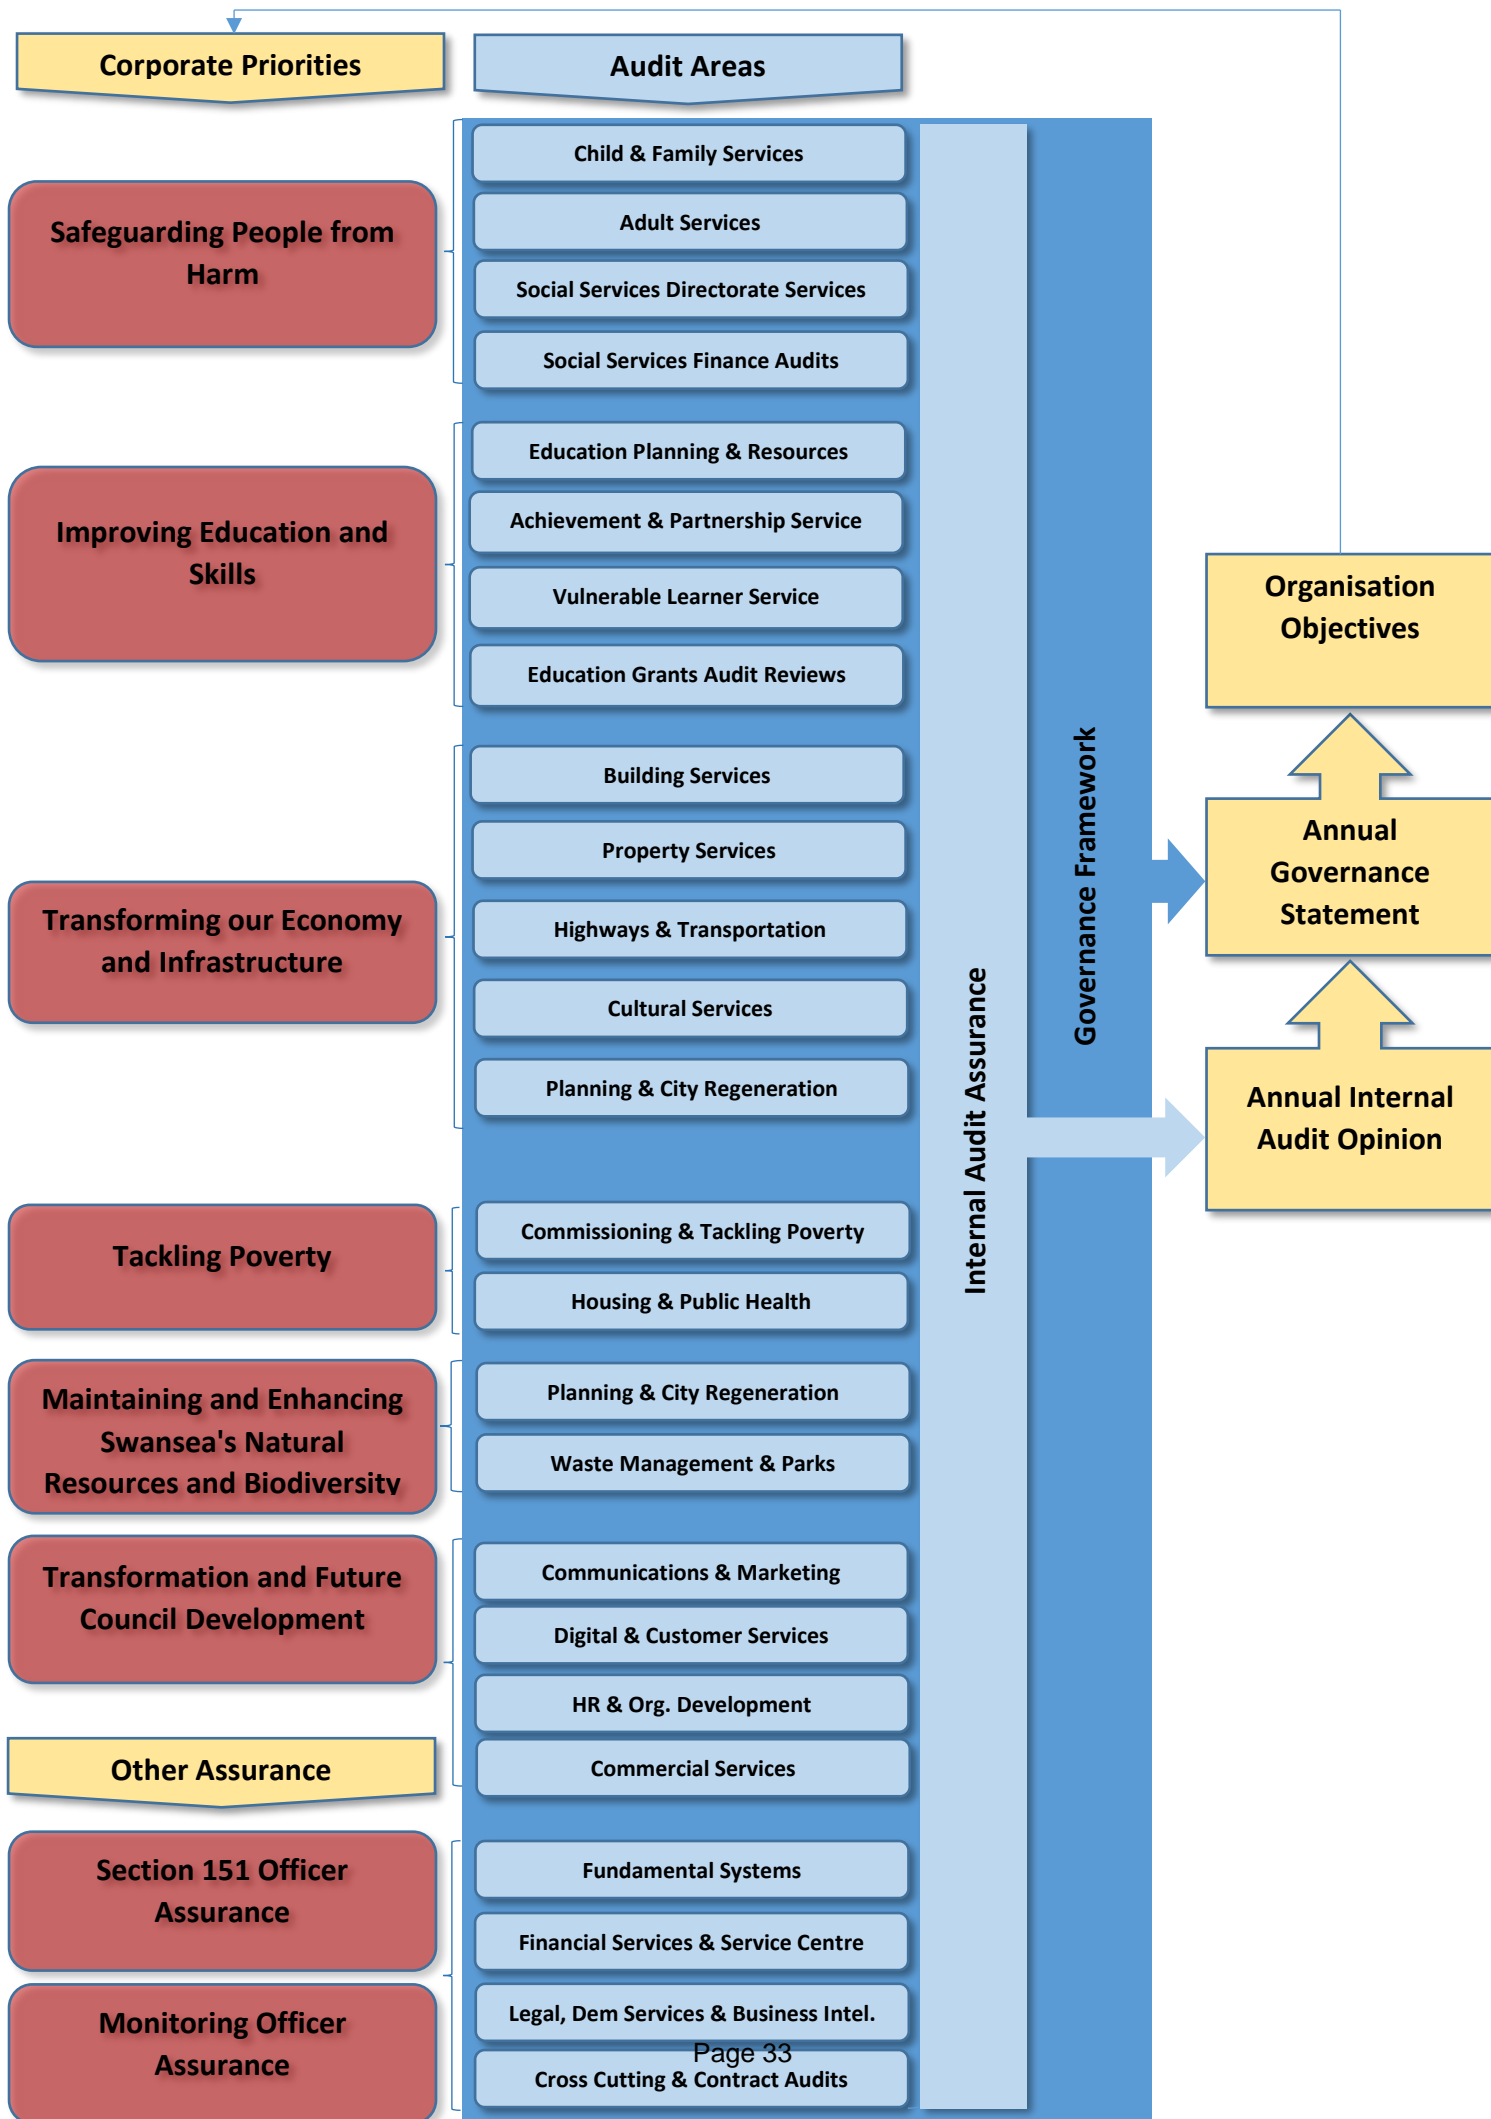 Corporate Priorities
Audit Areas
Safeguarding People from
Harm
Child & Family Services
Adult Services
Social Services Directorate Services
Social Services Finance Audits
Improving Education and
Skills
Education Planning & Resources
Achievement & Partnership Service
Vulnerable Learner Service
Education Grants Audit Reviews
Transforming our Economy
and Infrastructure
Building Services
Property Services
Highways & Transportation
Cultural Services
Planning & City Regeneration
Tackling Poverty
Commissioning & Tackling Poverty
Housing & Public Health
Maintaining and Enhancing
Swansea's Natural
Resources and Biodiversity
Planning & City Regeneration
Waste Management & Parks
Transformation and Future
Council Development
Communications & Marketing
Digital & Customer Services
HR & Org. Development
Commercial Services
Other Assurance
Section 151 Officer
Assurance
Monitoring Officer
Assurance
Fundamental Systems
Financial Services & Service Centre
Legal, Dem Services & Business Intel.
Cross Cutting & Contract Audits
Internal Audit Assurance
Governance Framework
Organisation
Objectives
Annual
Governance
Statement
Annual Internal
Audit Opinion
Page 33